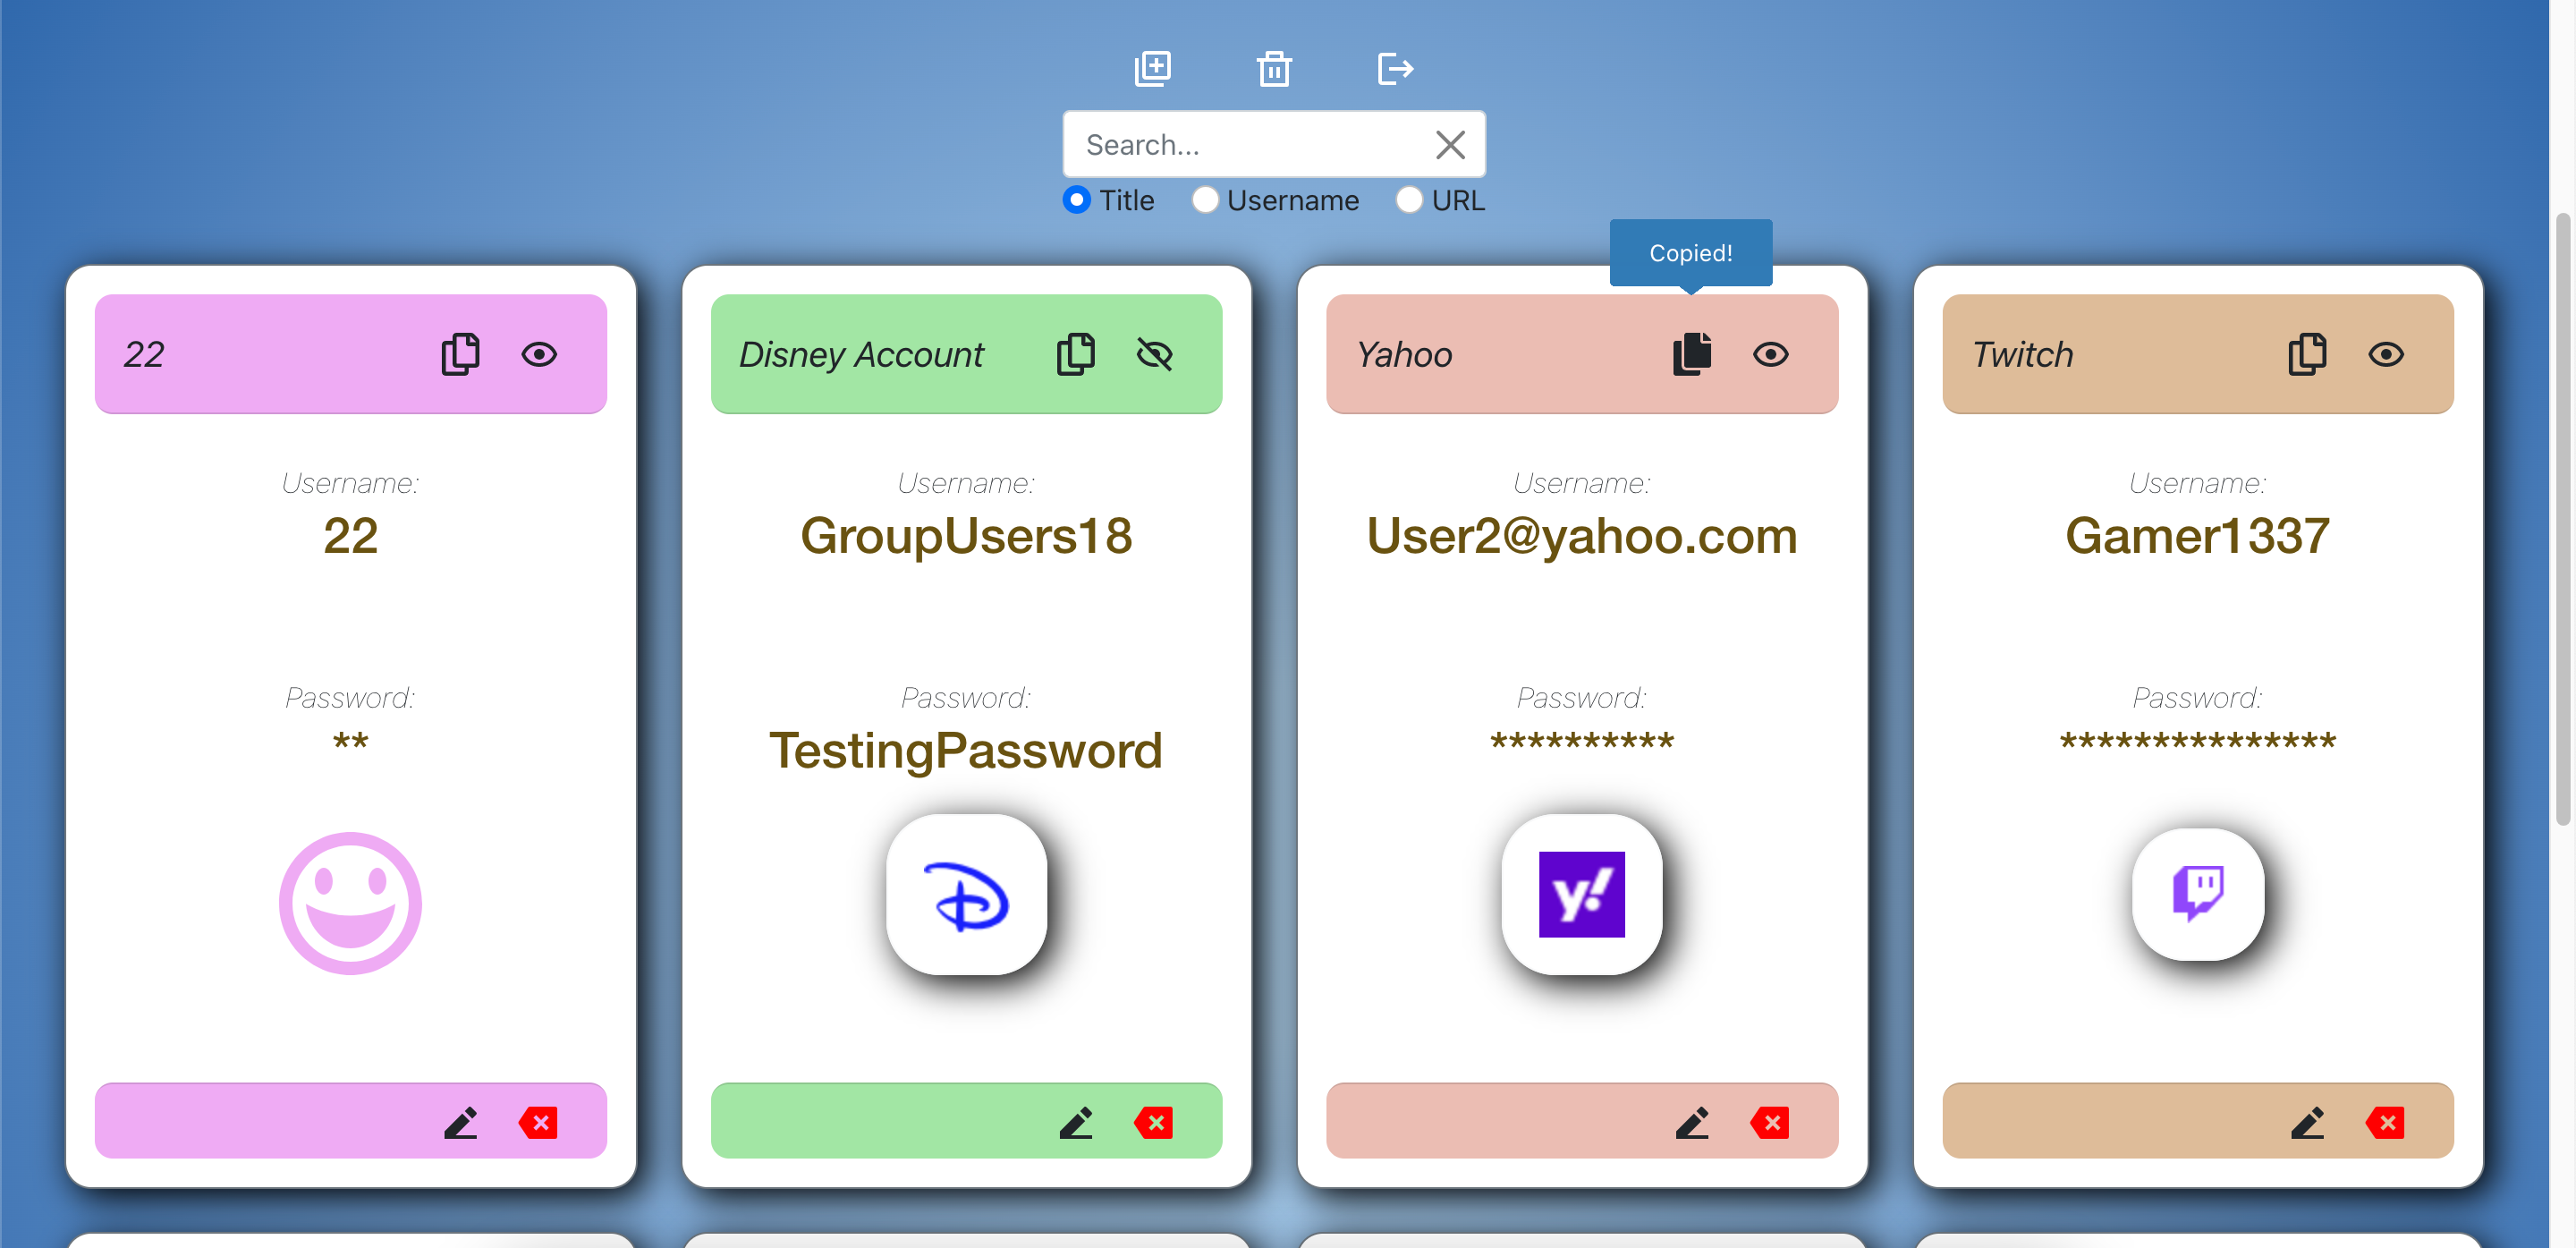 Search...
Title Username URL
Copied!
22
Disney Account
Yahoo
Twitch
Username:
22
Username:
GroupUsers18
Username:
User2@yahoo.com
Username:
Gamer1337
Password:
**
Password:
TestingPassword
Password:
**********
Password:
***************
y!